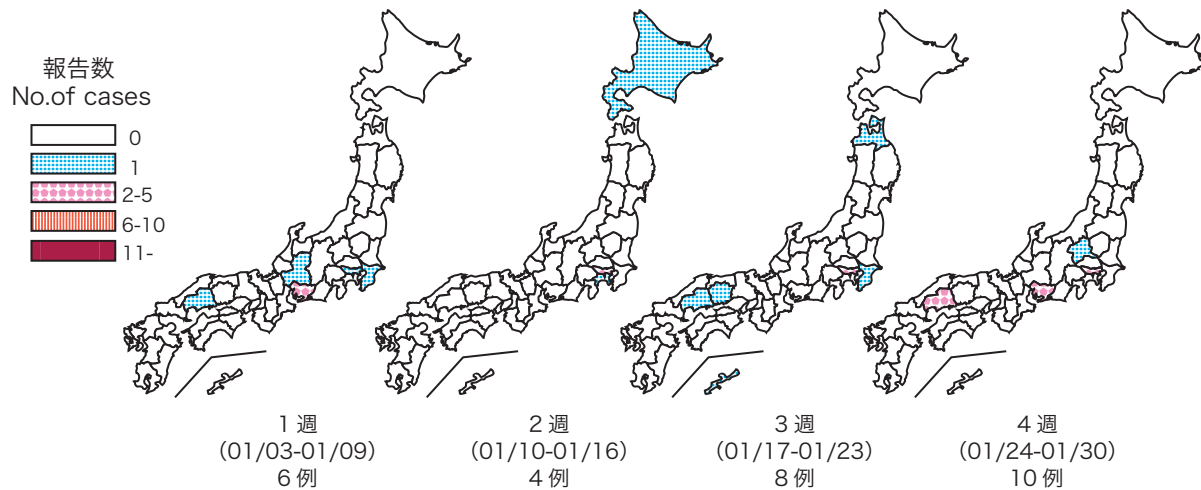 報告数
No.of cases
0
1
2-5
6-10
11-
1 週
（01/03-01/09）
6 例
2 週
（01/10-01/16）
4 例
3 週
（01/17-01/23）
8 例
4 週
（01/24-01/30）
10 例